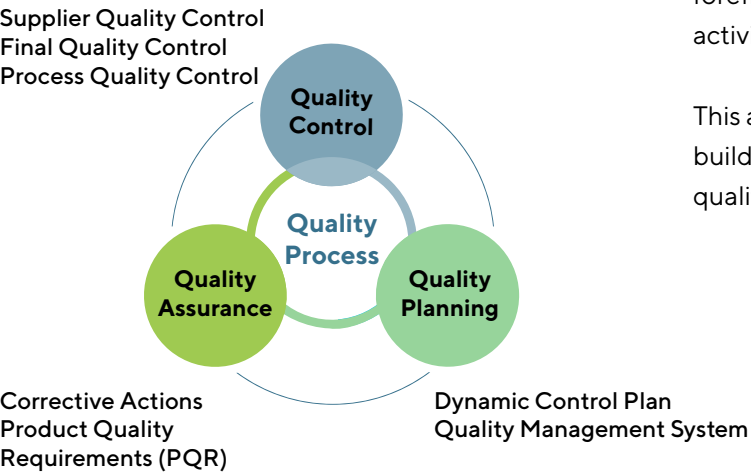 Supplier Quality Control
Final Quality Control
Process Quality Control
Quality
Control
Quality
Process
Quality
Assurance
Quality
Planning
Corrective Actions
Product Quality
Requirements (PQR)
Dynamic Control Plan
Quality Management System
activ
This a
build
quali